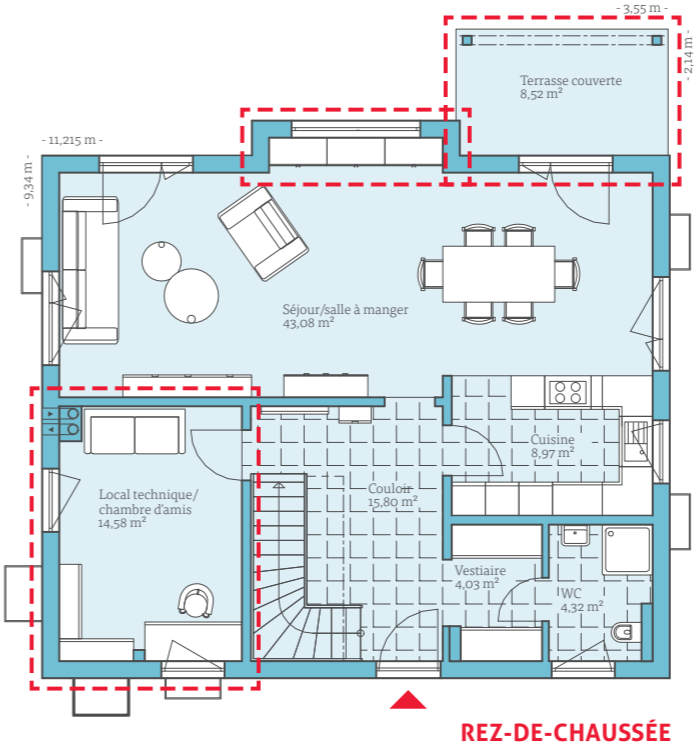 - 3,55 m -
- 2,14 m -
Terrasse couverte
8,52 m²
- 11,215 m -
- 9,34 m -
Séjour/salle à manger
43,08 m²
Cuisine
8,97 m²
Local technique/
chambre d'amis
14,58 m²
Couloir
15,80 m²
Vestiaire
4,03 m²
WC
4,32 m²
REZ-DE-CHAUSSÉE